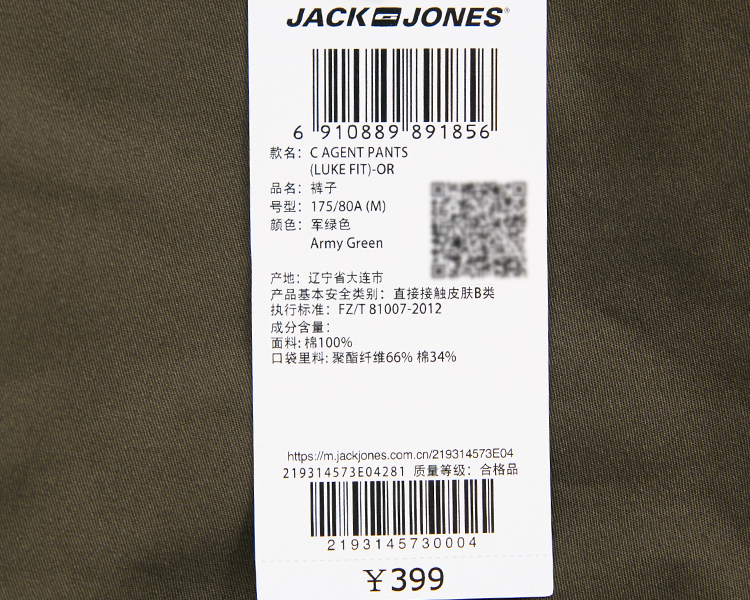 JACK JONES®
6 910889 891856
款名: C AGENT PANTS
(LUKE FIT)-OR
品名: 裤子
号型: 175/80A (M)
颜色: 军绿色
Army Green
产地: 辽宁省大连市
产品基本安全类别: 直接接触皮肤B类
执行标准: FZ/T 81007-2012
成分含量:
面料: 棉100%
口袋里料: 聚酯纤维66% 棉34%
https://m.jackjones.com.cn/219314573E04
219314573E04281 质量等级: 合格品
2193145730004
¥399